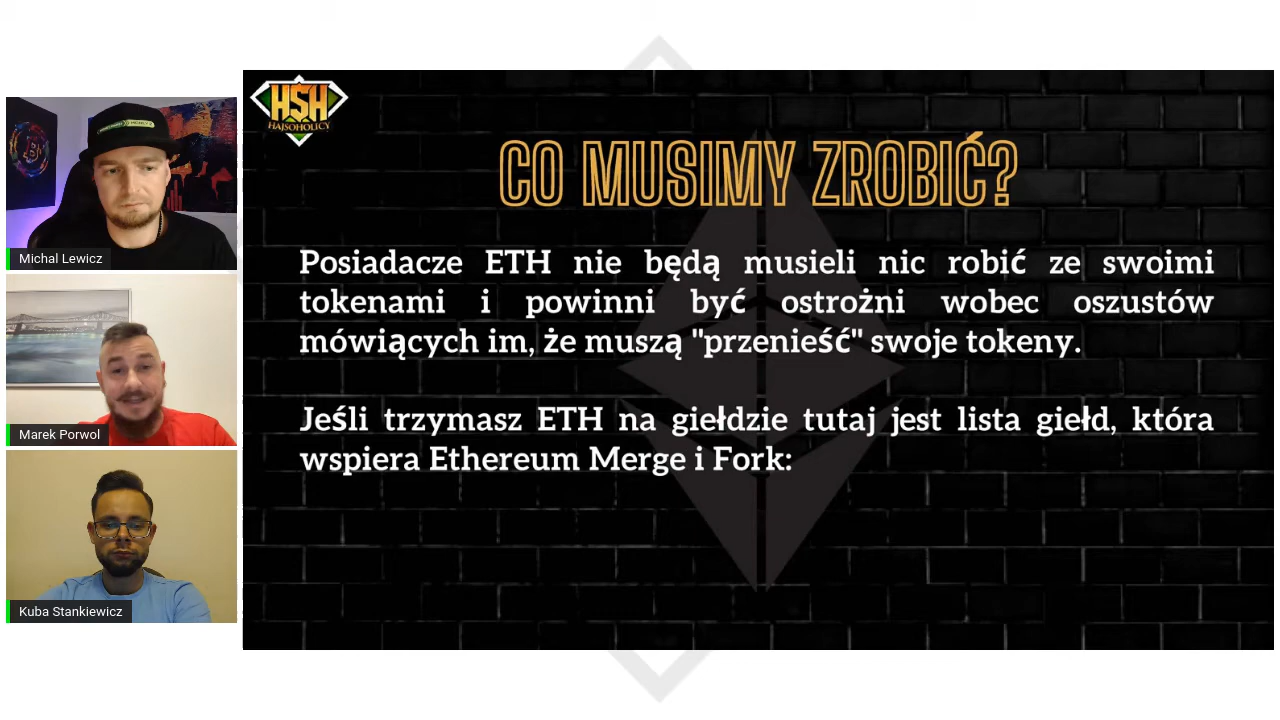 H$H
HAJSOHOLICY
CO MUSIMY ZROBIĆ?
Posiadacze ETH nie będą musieli nic robić ze swoimi
tokenami i powinni być ostrożni wobec oszustów
mówiących im, że muszą "przenieść" swoje tokeny.
Jeśli trzymasz ETH na giełdzie tutaj jest lista giełd, która
wspiera Ethereum Merge i Fork:
Michal Lewicz
Marek Porwol
Kuba Stankiewicz